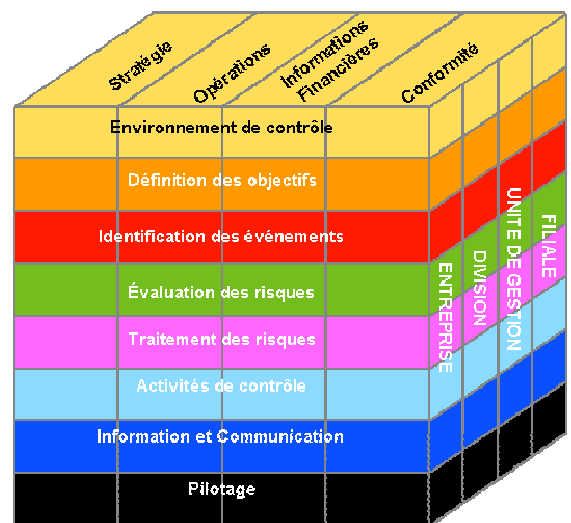 Stratégie
Opérations
Informations
Financières
Conformité
Environnement de contrôle
Définition des objectifs
Identification des événements
Évaluation des risques
Traitement des risques
Activités de contrôle
Information et Communication
Pilotage
ENTREPRISE
DIVISION
UNITE DE GESTION
FILIALE